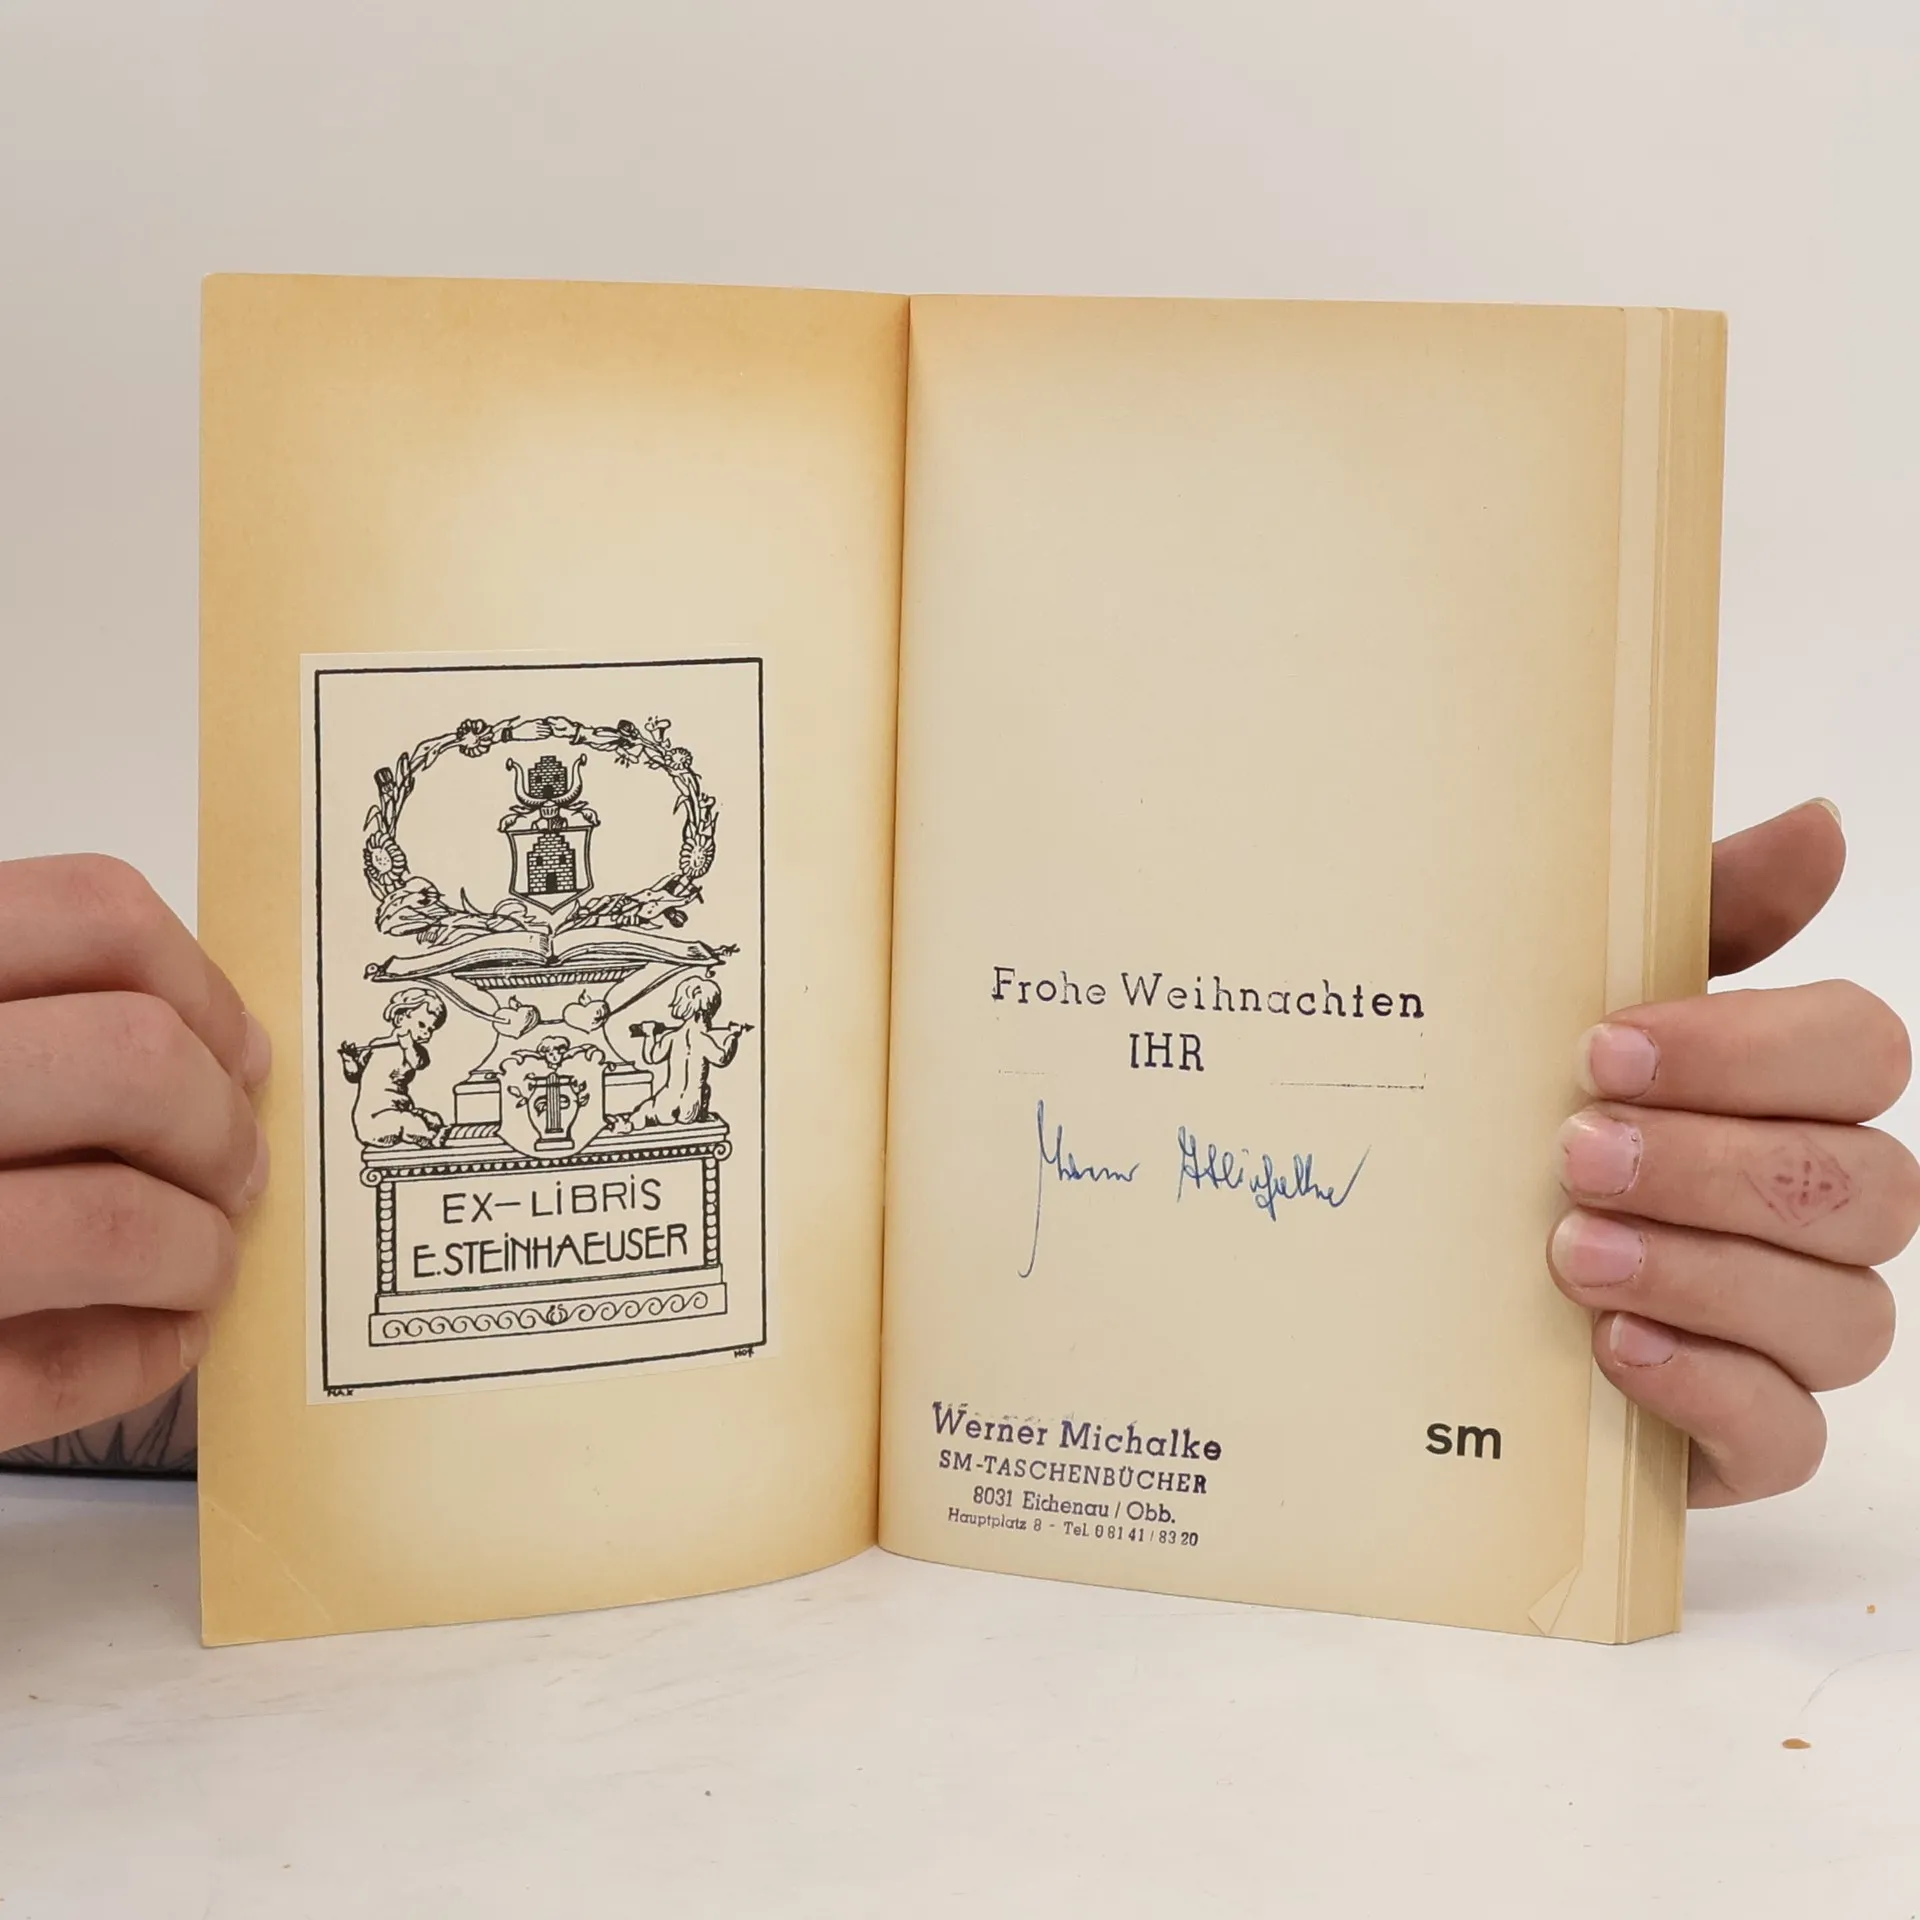 EX-LIBRIS
E.STEINHAEUSER
MAX
Frohe Weihnachten
IHR
Werner Michalke
SM-TASCHENBÜCHER
8031 Eichenau / Obb.
Hauptplatz 8 - Tel. 0 81 41 / 83 20
sm